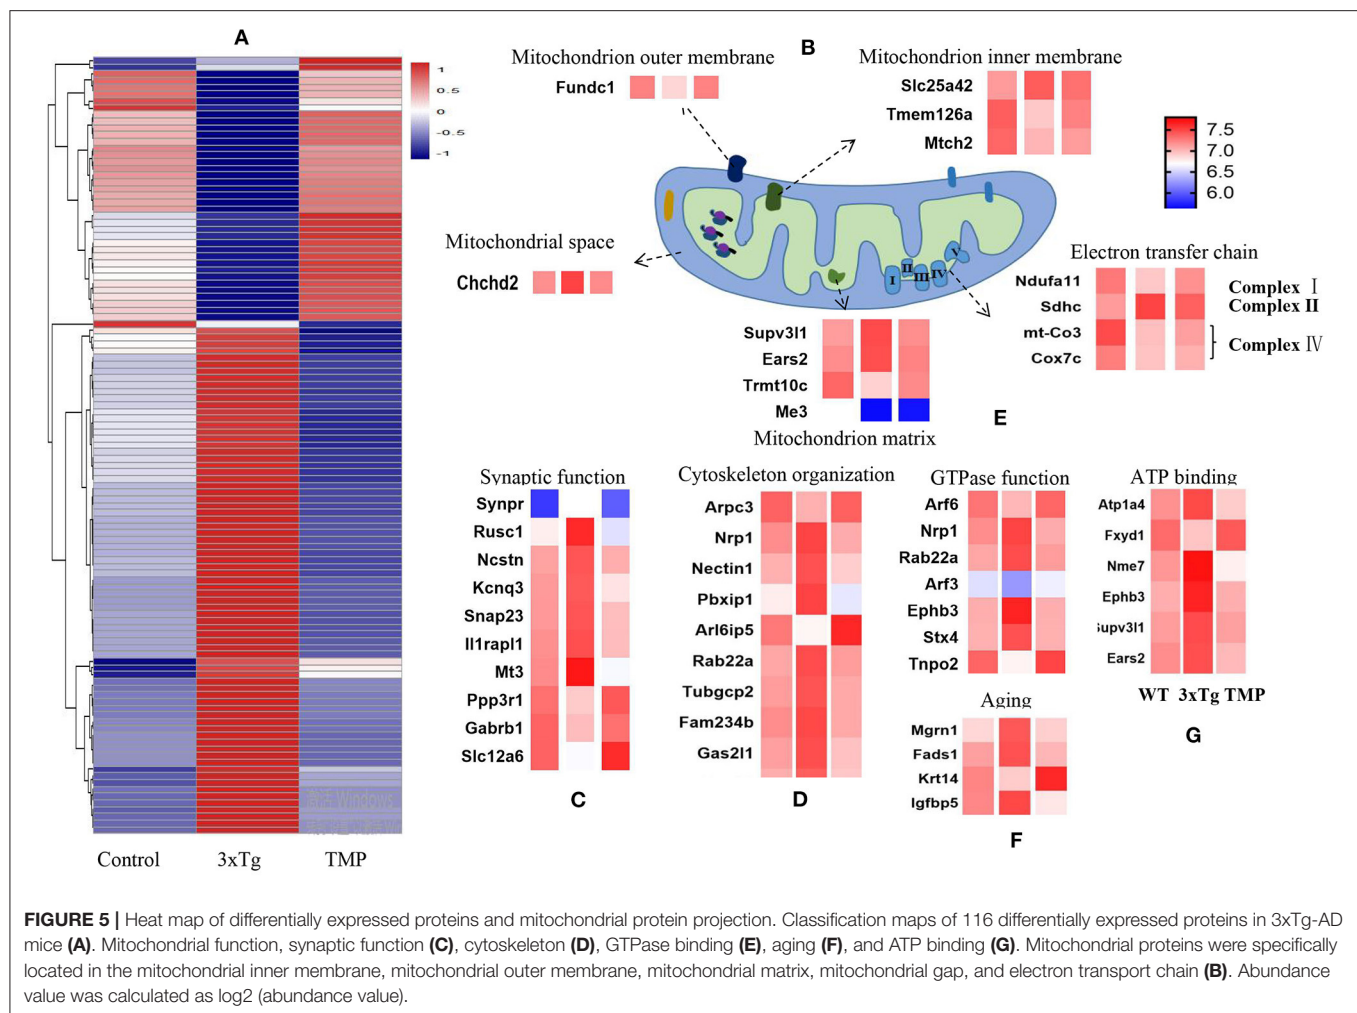 A
1
0.5
0
-0.5
-1
Control
3xTg
TMP
B
Mitochondrion outer membrane
Fundc1
Mitochondrion inner membrane
Slc25a42
Tmem126a
Mtch2
7.5
7.0
6.5
6.0
Mitochondrial space
Chchd2
I
II
III
IV
V
Electron transfer chain
Ndufa11
Complex I
Sdhc
Complex II
mt-Co3
Cox7c
Complex IV
Supv3l1
Ears2
Trmt10c
Me3
Mitochondrion matrix
E
Synaptic function
Synpr
Rusc1
Ncstn
Kcnq3
Snap23
Il1rapl1
Mt3
Ppp3r1
Gabrb1
Slc12a6
C
Cytoskeleton organization
Arpc3
Nrp1
Nectin1
Pbxip1
Arl6ip5
Rab22a
Tubgcp2
Fam234b
Gas2l1
D
GTPase function
Arf6
Nrp1
Rab22a
Arf3
Ephb3
Stx4
Tnpo2
Aging
Mgrn1
Fads1
Krt14
Igfbp5
F
ATP binding
Atp1a4
Fxyd1
Nme7
Ephb3
Supv3l1
Ears2
WT 3xTg TMP
G
FIGURE 5 | Heat map of differentially expressed proteins and mitochondrial protein projection. Classification maps of 116 differentially expressed proteins in 3xTg-AD
mice (A). Mitochondrial function, synaptic function (C), cytoskeleton (D), GTPase binding (E), aging (F), and ATP binding (G). Mitochondrial proteins were specifically
located in the mitochondrial inner membrane, mitochondrial outer membrane, mitochondrial matrix, mitochondrial gap, and electron transport chain (B). Abundance
value was calculated as log2 (abundance value).